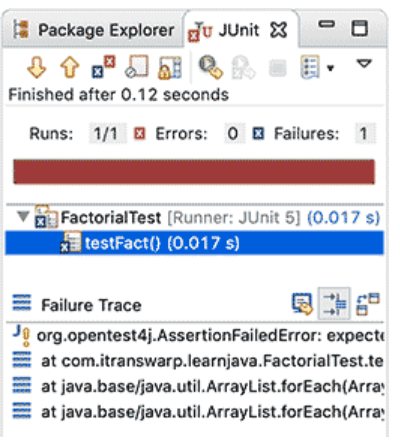 Package Explorer JUnit
Finished after 0.12 seconds
Runs: 1/1 Errors: 0 Failures: 1
FactorialTest [Runner: JUnit 5] (0.017 s)
testFact() (0.017 s)
Failure Trace
org.opentest4j.AssertionFailedError: expecte
at com.itranswarp.learnjava.FactorialTest.te
at java.base/java.util.ArrayList.forEach(Array
at java.base/java.util.ArrayList.forEach(Array